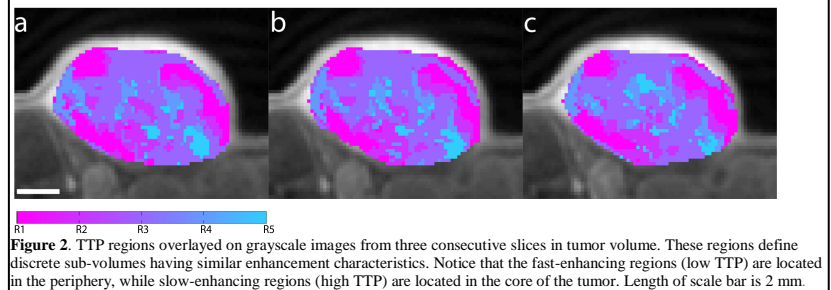 a b c
R1 R2 R3 R4 R5
Figure 2. TTP regions overlayed on grayscale images from three consecutive slices in tumor volume. These regions define
discrete sub-volumes having similar enhancement characteristics. Notice that the fast-enhancing regions (low TTP) are located
in the periphery, while slow-enhancing regions (high TTP) are located in the core of the tumor. Length of scale bar is 2 mm.